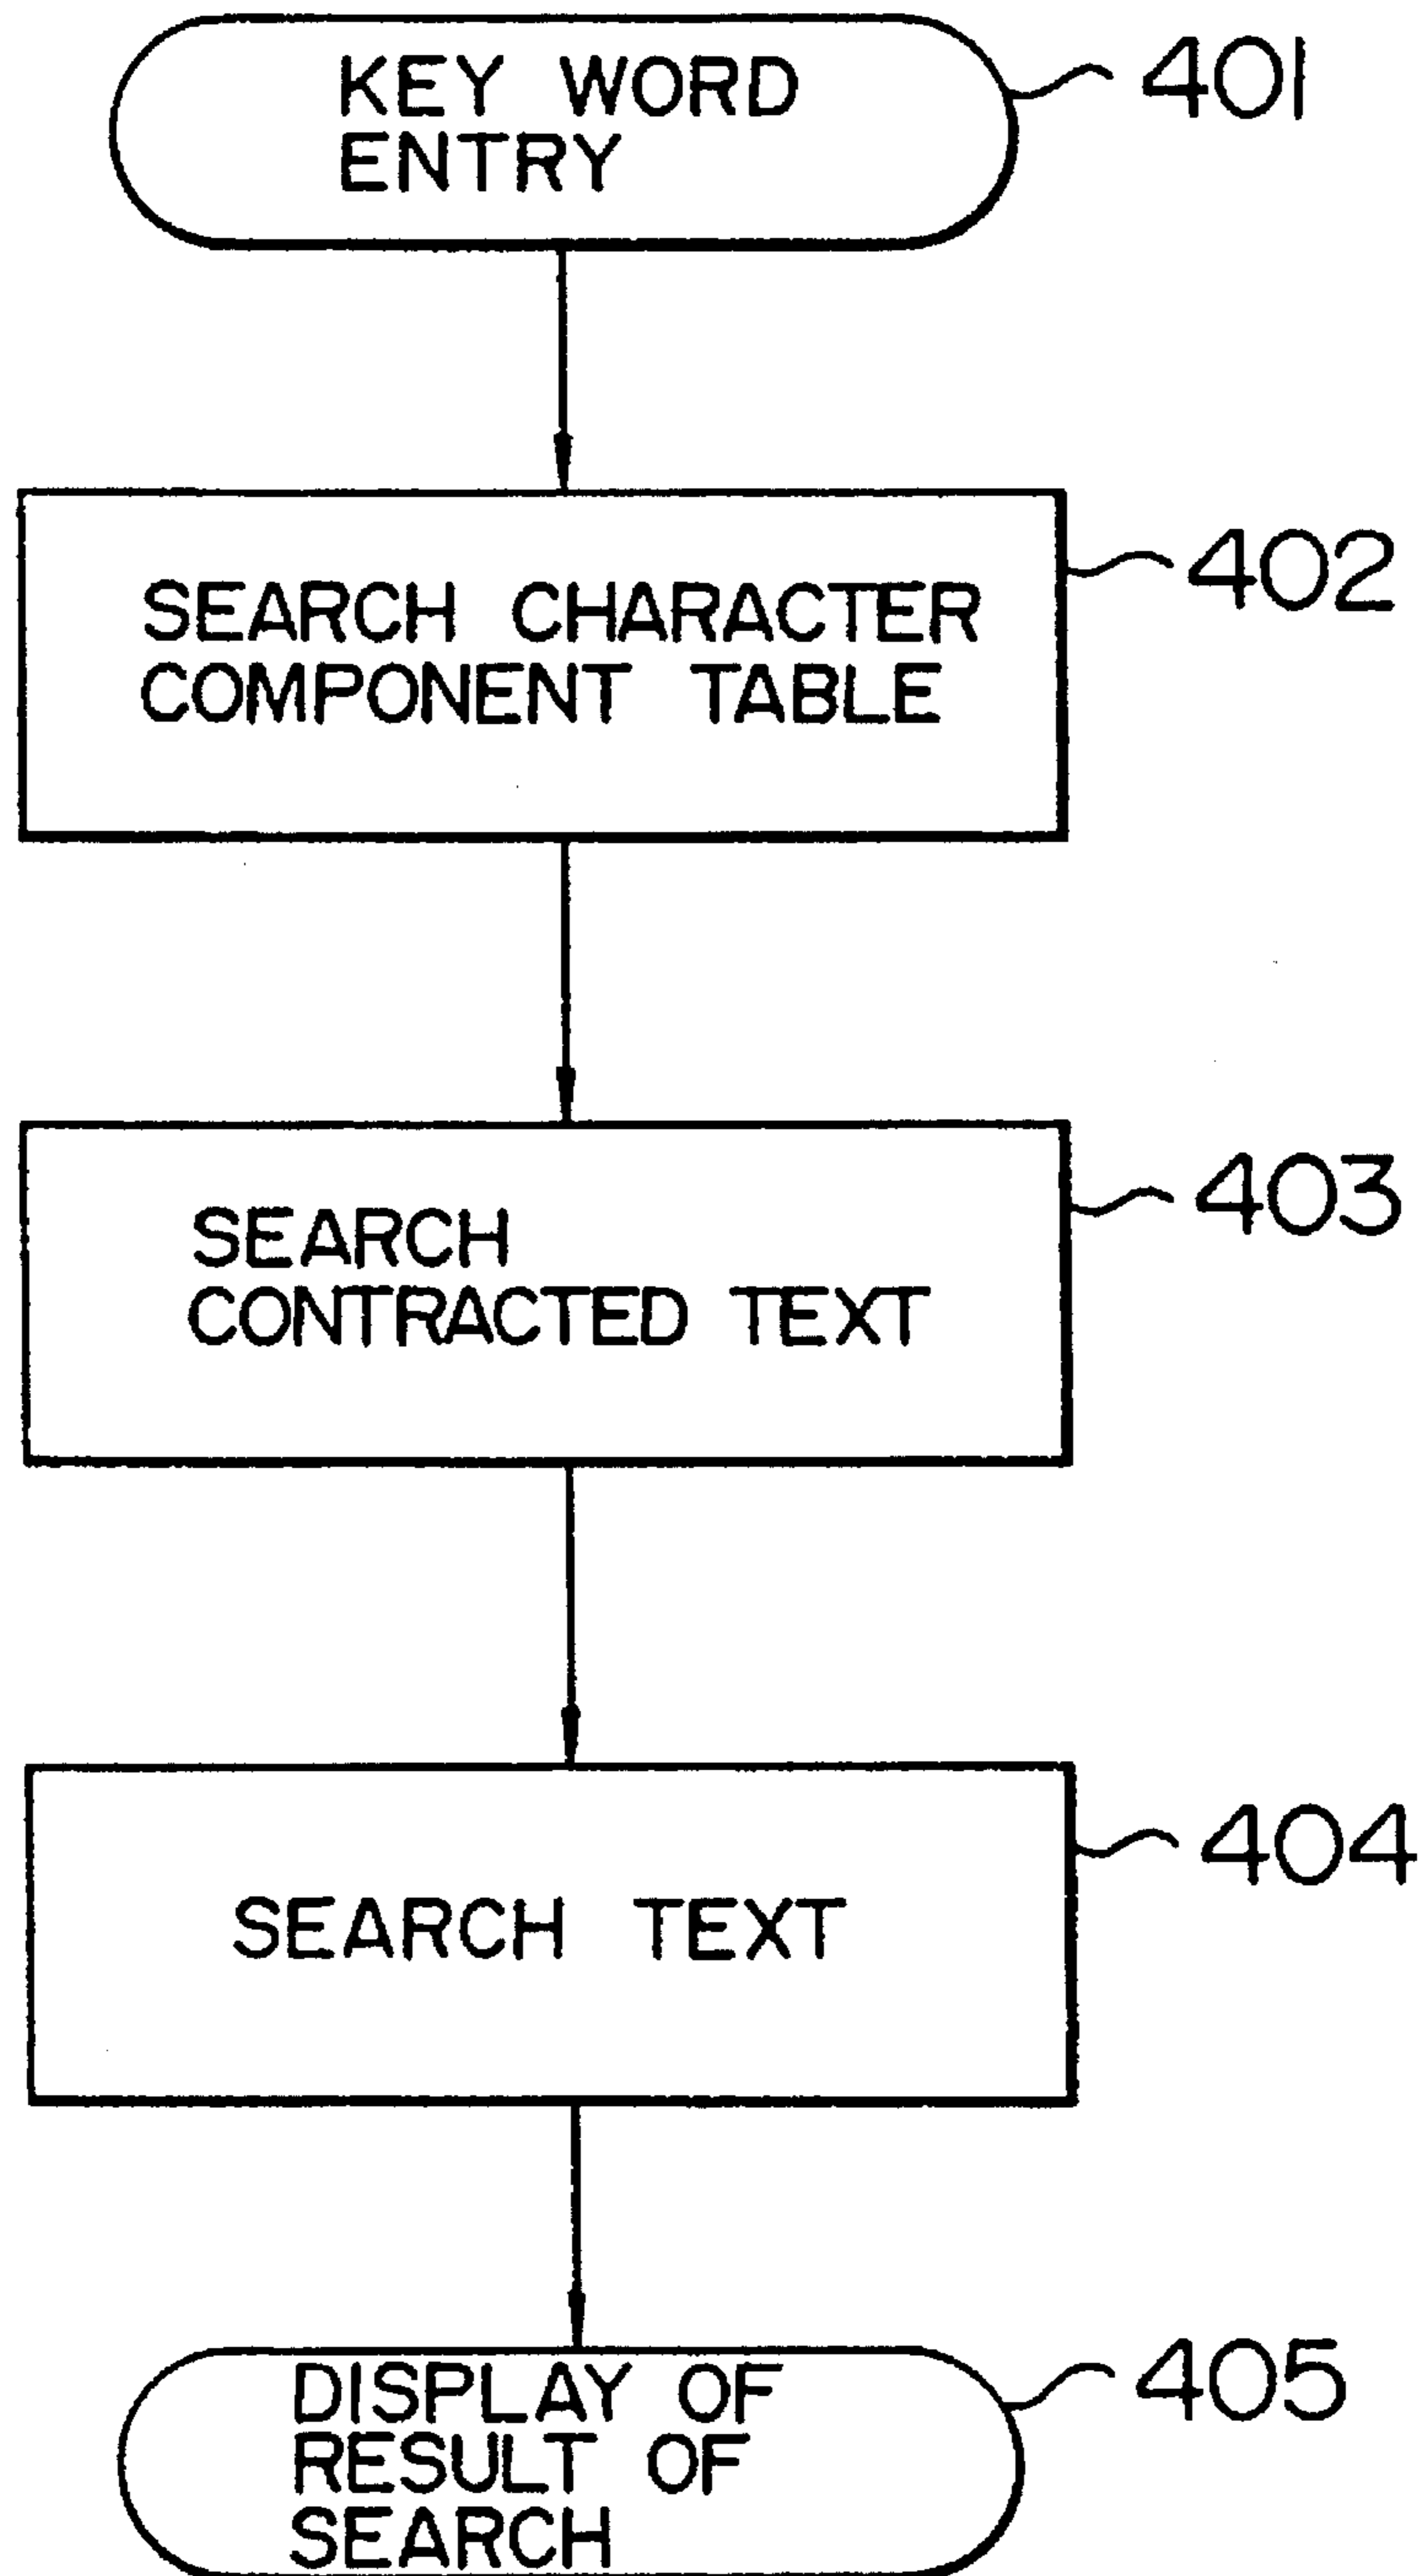 KEY WORD
ENTRY
401
SEARCH CHARACTER
COMPONENT TABLE
402
SEARCH
CONTRACTED TEXT
403
SEARCH TEXT
404
DISPLAY OF
RESULT OF
SEARCH
405